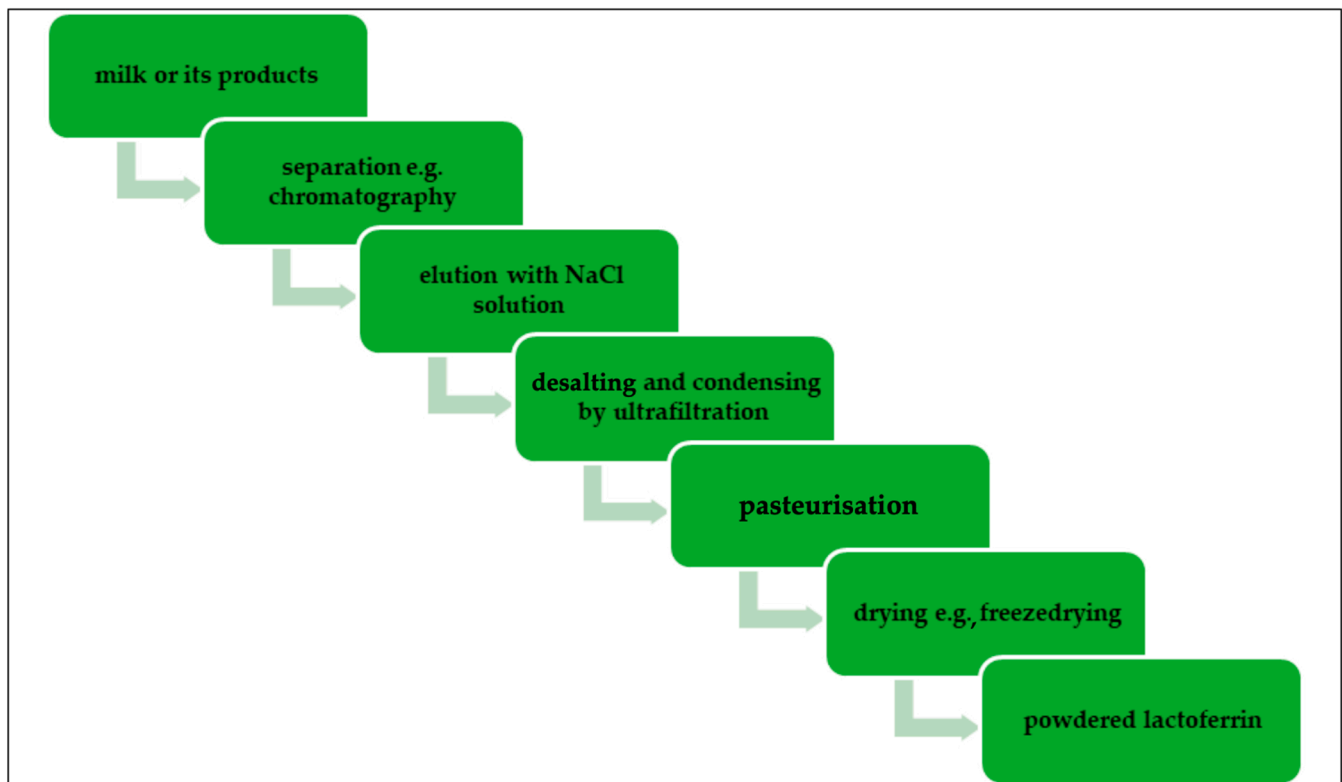 milk or its products
separation e.g.
chromatography
elution with NaCl
solution
desalting and condensing
by ultrafiltration
pasteurisation
drying e.g., freezedrying
powdered lactoferrin